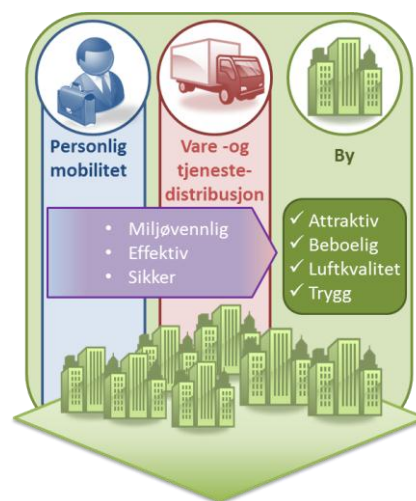 Personlig
mobilitet
Vare -og
tjeneste-
distribusjon
By
• Miljøvennlig
• Effektiv
• Sikker
✓ Attraktiv
✓ Beboelig
✓ Luftkvalitet
✓ Trygg